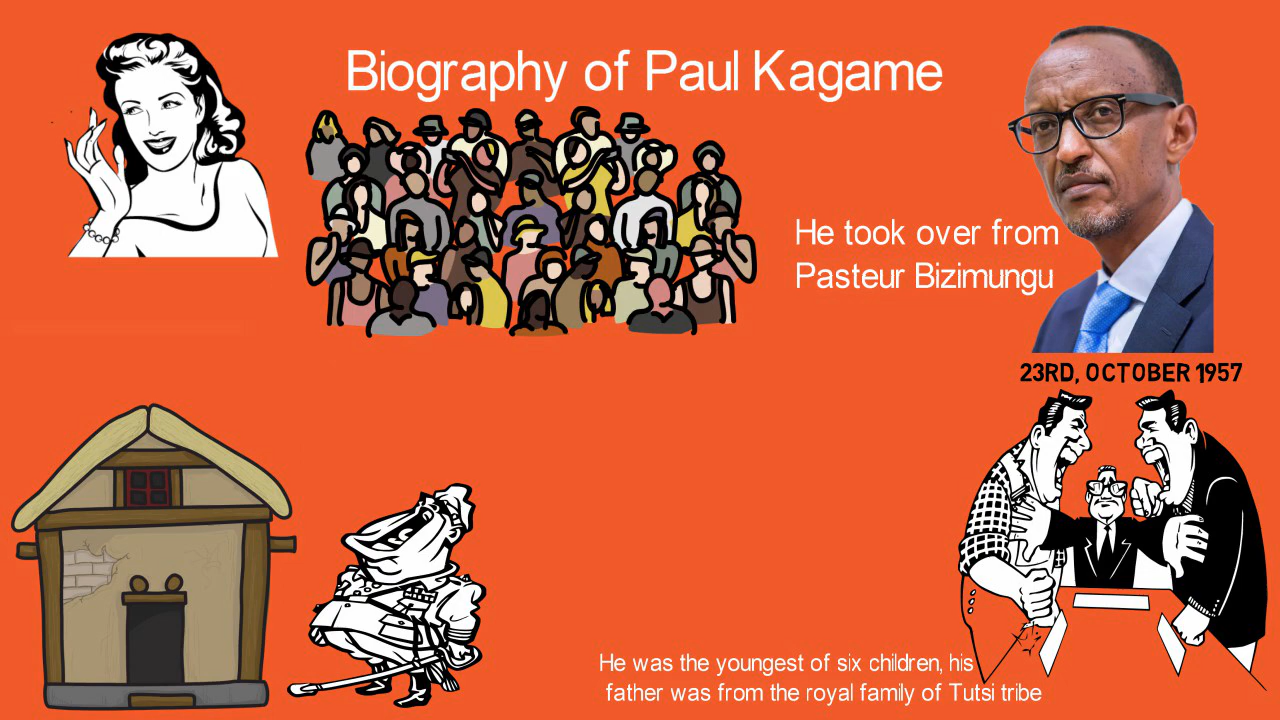 Biography of Paul Kagame
He took over from
Pasteur Bizimungu
23RD, OCTOBER 1957
He was the youngest of six children, his
father was from the royal family of Tutsi tribe